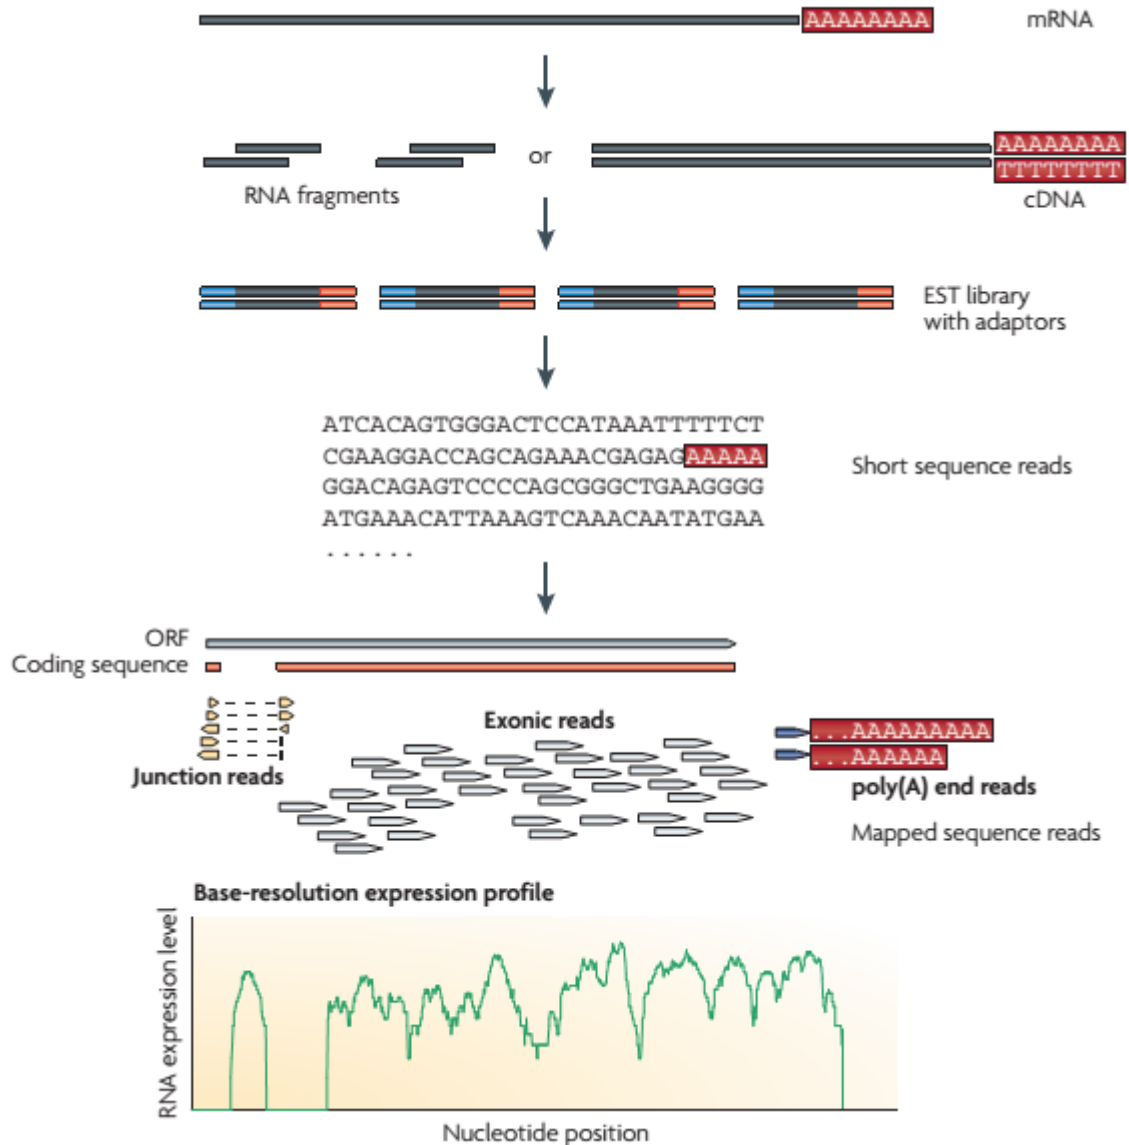 AAAAAAAA mRNA
AAAAAAAA
or
TTTTTTTT
RNA fragments
cDNA
EST library
with adaptors
ATCACAGTGGGACTCCATAAATTTTTCT
CGAAGGACCAGCAGAAACGAGAGAAAAA
Short sequence reads
GGACAGAGTCCCCAGCGGGCTGAAGGGG
ATGAAACATTAAAGTCAAACAATATGAA
. . . . . .
ORF
Coding sequence
Exonic reads
Junction reads
...AAAAAAAAA
...AAAAAA
poly(A) end reads
Mapped sequence reads
Base-resolution expression profile
RNA expression level
Nucleotide position